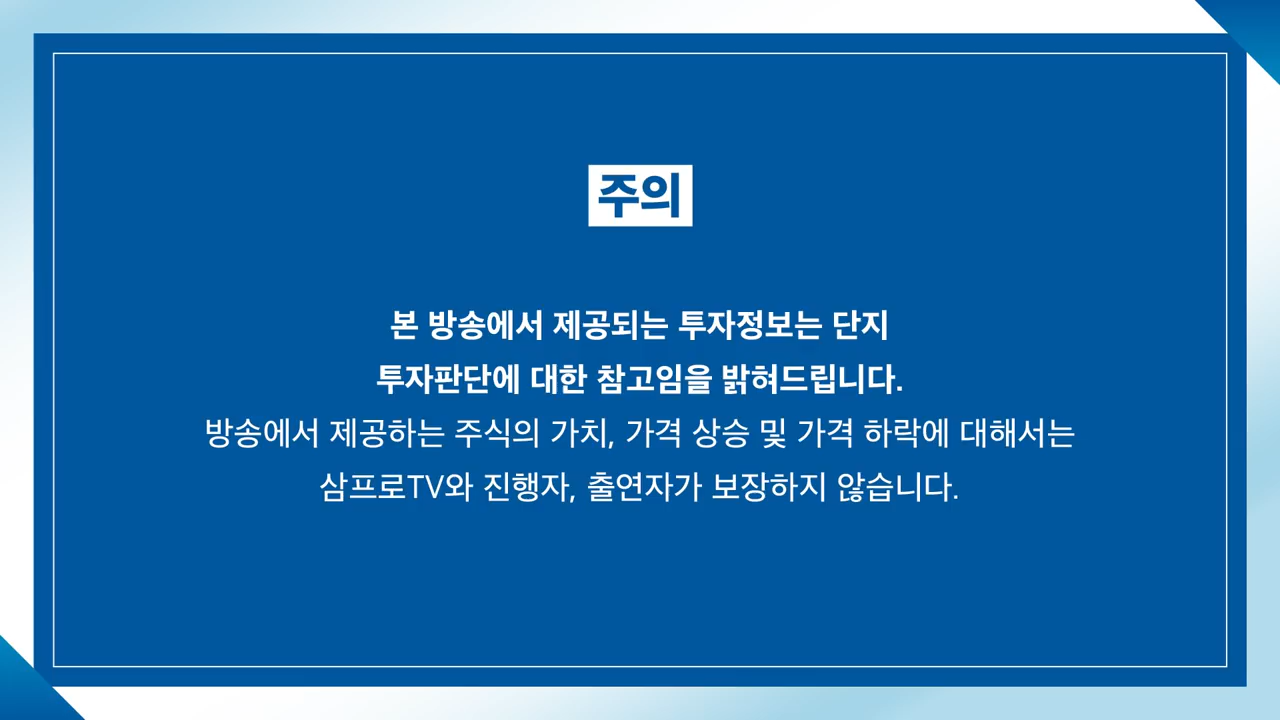 주의
본 방송에서 제공되는 투자정보는 단지
투자판단에 대한 참고임을 밝혀드립니다.
방송에서 제공하는 주식의 가치, 가격 상승 및 가격 하락에 대해서는
삼프로TV와 진행자, 출연자가 보장하지 않습니다.